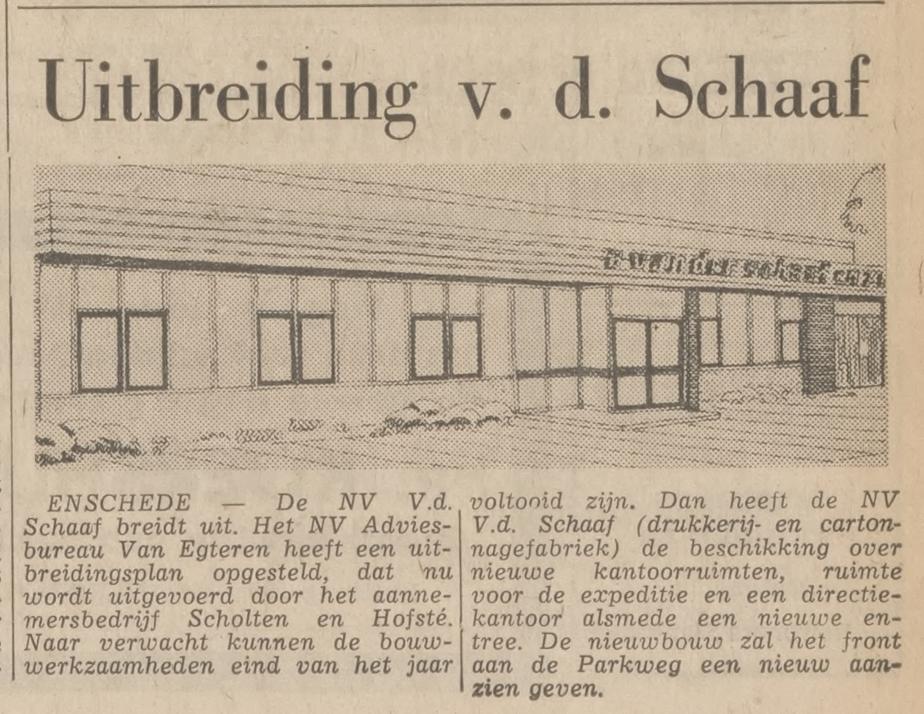 Uitbreiding v. d. Schaaf
van der schaaf
ENSCHEDE — De NV V.d.
Schaaf breidt uit. Het NV Advies-
bureau Van Egteren heeft een uit-
breidingsplan opgesteld, dat nu
wordt uitgevoerd door het aanne-
mersbedrijf Scholten en Hofsté.
Naar verwacht kunnen de bouw-
werkzaamheden eind van het jaar
voltooid zijn. Dan heeft de NV
V.d. Schaaf (drukkerij- en carton-
nagefabriek) de beschikking over
nieuwe kantoorruimten, ruimte
voor de expeditie en een directie-
kantoor alsmede een nieuwe en-
tree. De nieuwbouw zal het front
aan de Parkweg een nieuw aan-
zien geven.